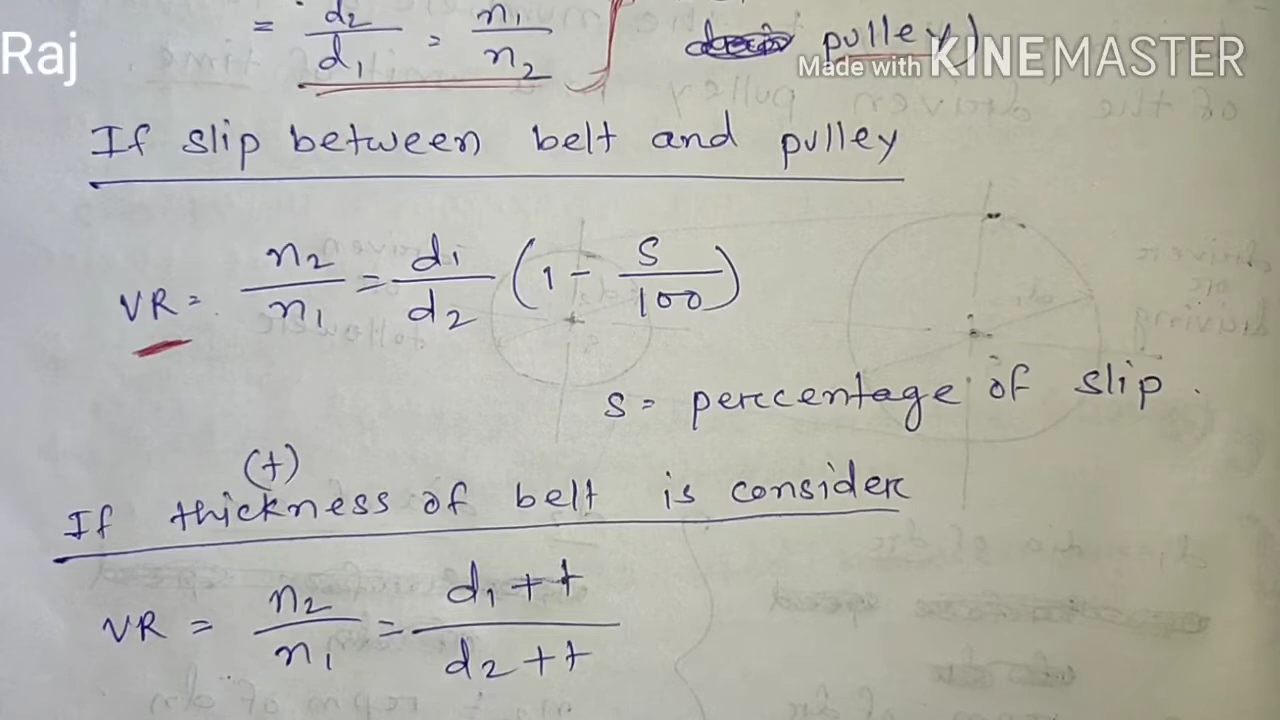 Raj
= d2/d1 = n1/n2
pulley)
Made with KINEMASTER
If slip between belt and pulley
VR = n2/n1 = d1/d2 (1 - S/100)
S = perccentage of slip.
(t)
If thickness of belt is consider
VR = n2/n1 = d1 + t / d2 + t